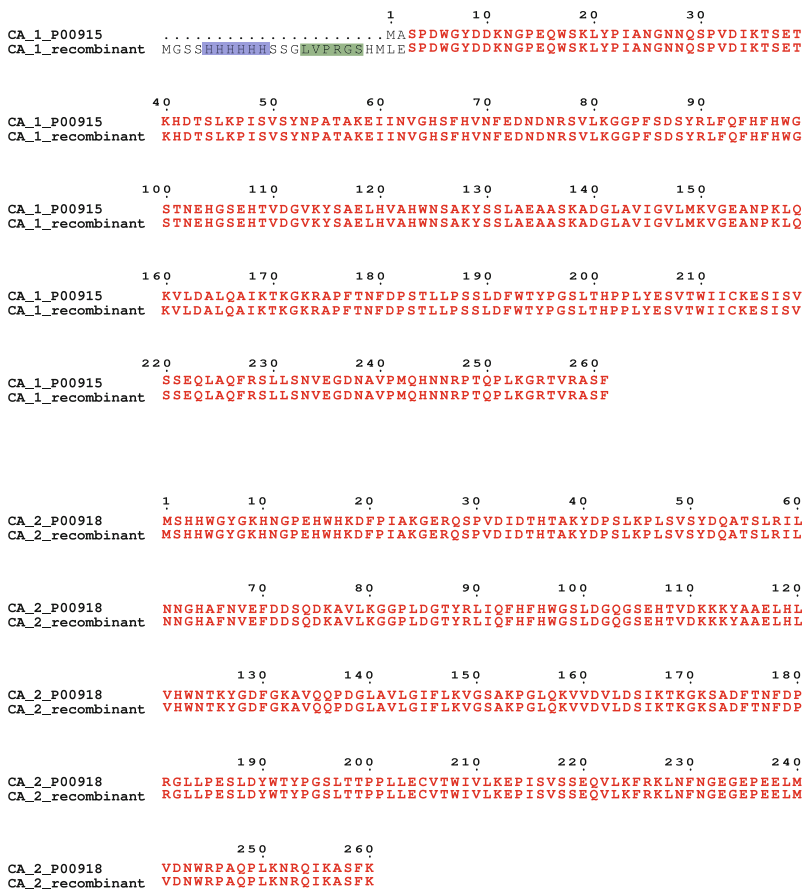 1 10 20 30
CA_1_P00915 .....................MASPDWGYDDKNGPEQWSKLYPIANGNNQSPVDIKTSET
CA_1_recombinant MGSSHHHHHHSSGLVPRGSHMLESPDWGYDDKNGPEQWSKLYPIANGNNQSPVDIKTSET
40 50 60 70 80 90
CA_1_P00915 KHDTSLKPISVSYNPATAKEIINVGHSFHVNFEDNDNRSVLKGGPFSDSYRLFQFHFHWG
CA_1_recombinant KHDTSLKPISVSYNPATAKEIINVGHSFHVNFEDNDNRSVLKGGPFSDSYRLFQFHFHWG
100 110 120 130 140 150
CA_1_P00915 STNEHGSEHTVDGVKYSAELHVAHWNSAKYSSLAEAASKADGLAVIGVLMKVGEANPKLQ
CA_1_recombinant STNEHGSEHTVDGVKYSAELHVAHWNSAKYSSLAEAASKADGLAVIGVLMKVGEANPKLQ
160 170 180 190 200 210
CA_1_P00915 KVLDALQAIKTKGKRAPFTNFDPSTLLPSSLDFWTYPGSLTHPPLYESVTWIICKESISV
CA_1_recombinant KVLDALQAIKTKGKRAPFTNFDPSTLLPSSLDFWTYPGSLTHPPLYESVTWIICKESISV
220 230 240 250 260
CA_1_P00915 SSEQLAQFRSLLSNVEGDNAVPMQHNNRPTQPLKGRTVRASF
CA_1_recombinant SSEQLAQFRSLLSNVEGDNAVPMQHNNRPTQPLKGRTVRASF
1 10 20 30 40 50 60
CA_2_P00918 MSHHWGYGKHNGPEHWHKDFPIAKGERQSPVDIDTHTAKYDPSLKPLSVSYDQATSLRIL
CA_2_recombinant MSHHWGYGKHNGPEHWHKDFPIAKGERQSPVDIDTHTAKYDPSLKPLSVSYDQATSLRIL
70 80 90 100 110 120
CA_2_P00918 NNGHAFNVEFDDSQDKAVLKGGPLDGTYRLIQFHFHWGSLDGQGSEHTVDKKKYAAELHL
CA_2_recombinant NNGHAFNVEFDDSQDKAVLKGGPLDGTYRLIQFHFHWGSLDGQGSEHTVDKKKYAAELHL
130 140 150 160 170 180
CA_2_P00918 VHWNTKYGDFGKAVQQPDGLAVLGIFLKVGSAKPGLQKVVDVLDSIKTKGKSADFTNFDP
CA_2_recombinant VHWNTKYGDFGKAVQQPDGLAVLGIFLKVGSAKPGLQKVVDVLDSIKTKGKSADFTNFDP
190 200 210 220 230 240
CA_2_P00918 RGLLPESLDYWTYPGSLTTPPLLECVTWIVLKEPISVSSEQVLKFRKLNFNGEGEPEELM
CA_2_recombinant RGLLPESLDYWTYPGSLTTPPLLECVTWIVLKEPISVSSEQVLKFRKLNFNGEGEPEELM
250 260
CA_2_P00918 VDNWRPAQPLKNRQIKASFK
CA_2_recombinant VDNWRPAQPLKNRQIKASFK